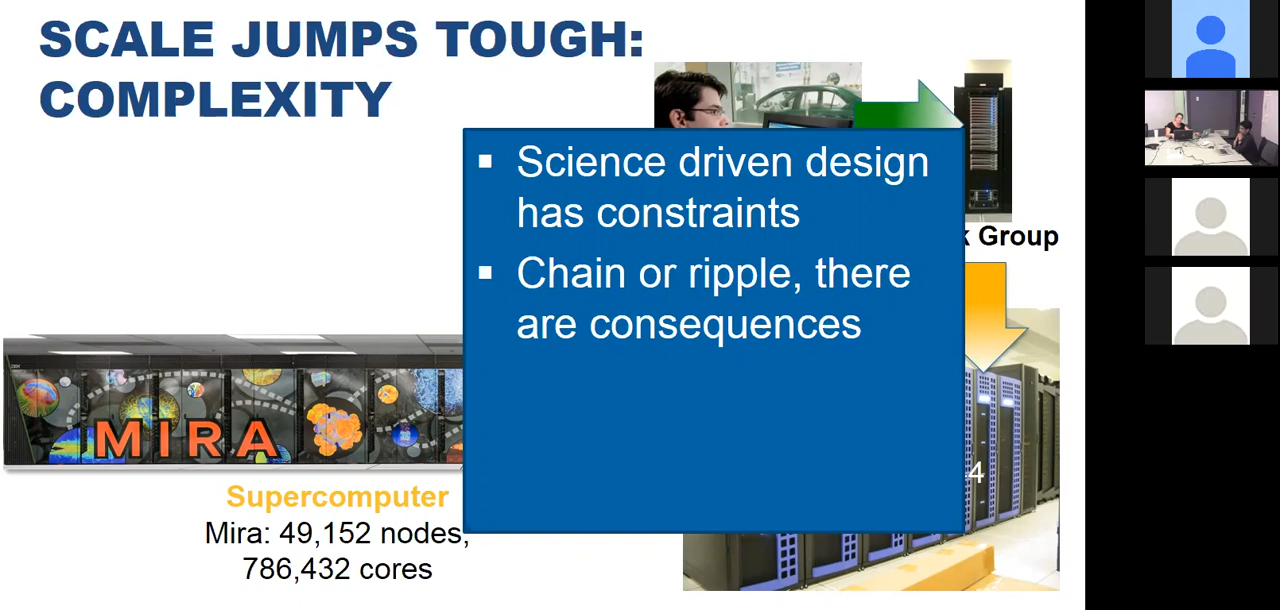 SCALE JUMPS TOUGH:
COMPLEXITY
▪ Science driven design
has constraints
▪ Chain or ripple, there
are consequences
k Group
4
MIRA
Supercomputer
Mira: 49,152 nodes,
786,432 cores